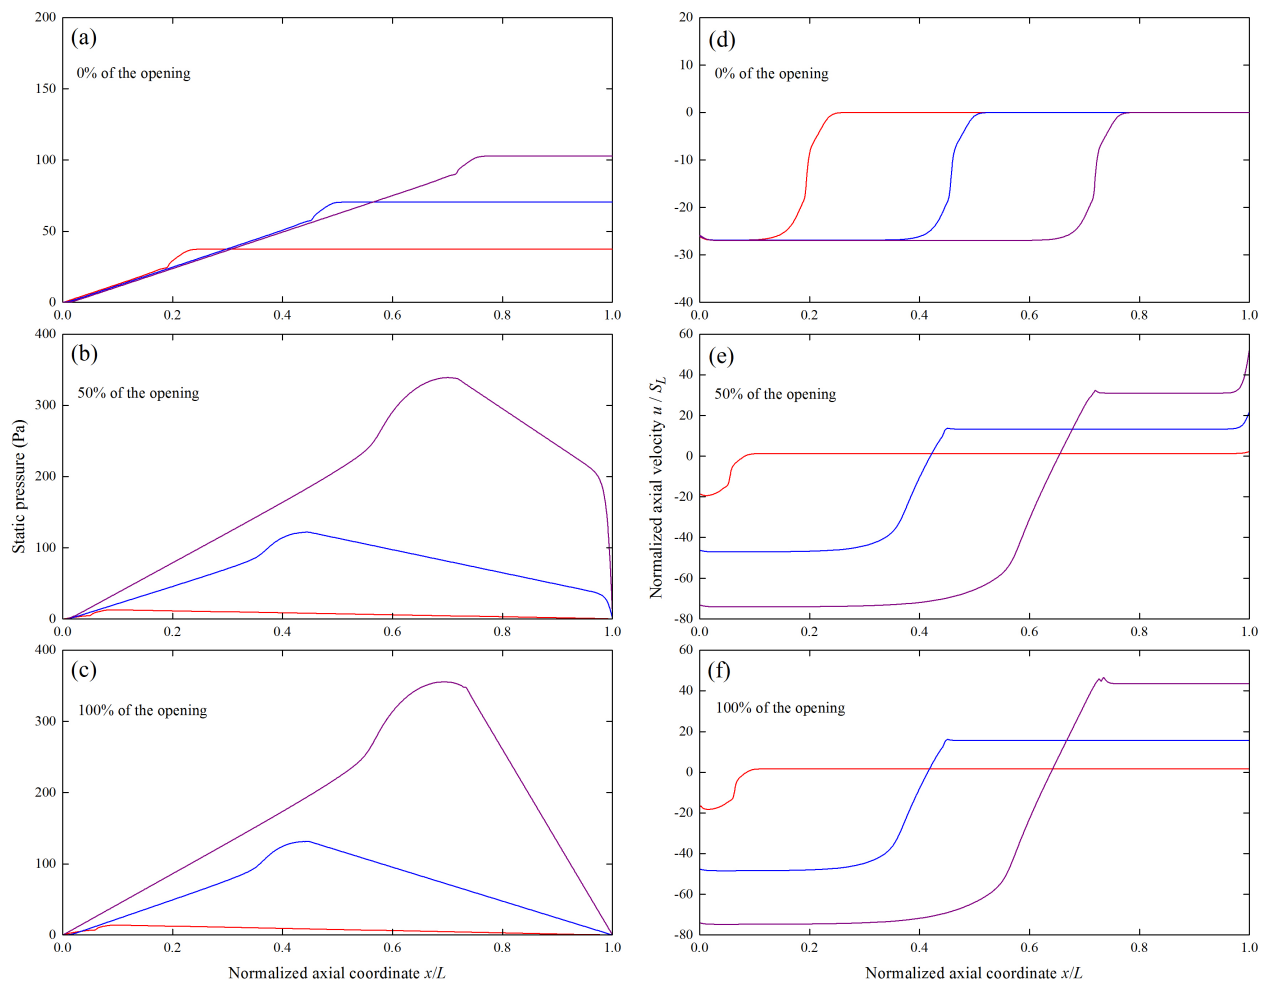 (a)
0% of the opening
200
150
100
50
0
0.0 0.2 0.4 0.6 0.8 1.0
(b)
50% of the opening
400
300
200
100
0
0.0 0.2 0.4 0.6 0.8 1.0
Static pressure (Pa)
(c)
100% of the opening
400
300
200
100
0
0.0 0.2 0.4 0.6 0.8 1.0
Normalized axial coordinate x/L
(d)
0% of the opening
20
10
0
-10
-20
-30
-40
0.0 0.2 0.4 0.6 0.8 1.0
(e)
50% of the opening
60
40
20
0
-20
-40
-60
-80
0.0 0.2 0.4 0.6 0.8 1.0
Normalized axial velocity u / S_L
(f)
100% of the opening
60
40
20
0
-20
-40
-60
-80
0.0 0.2 0.4 0.6 0.8 1.0
Normalized axial coordinate x/L